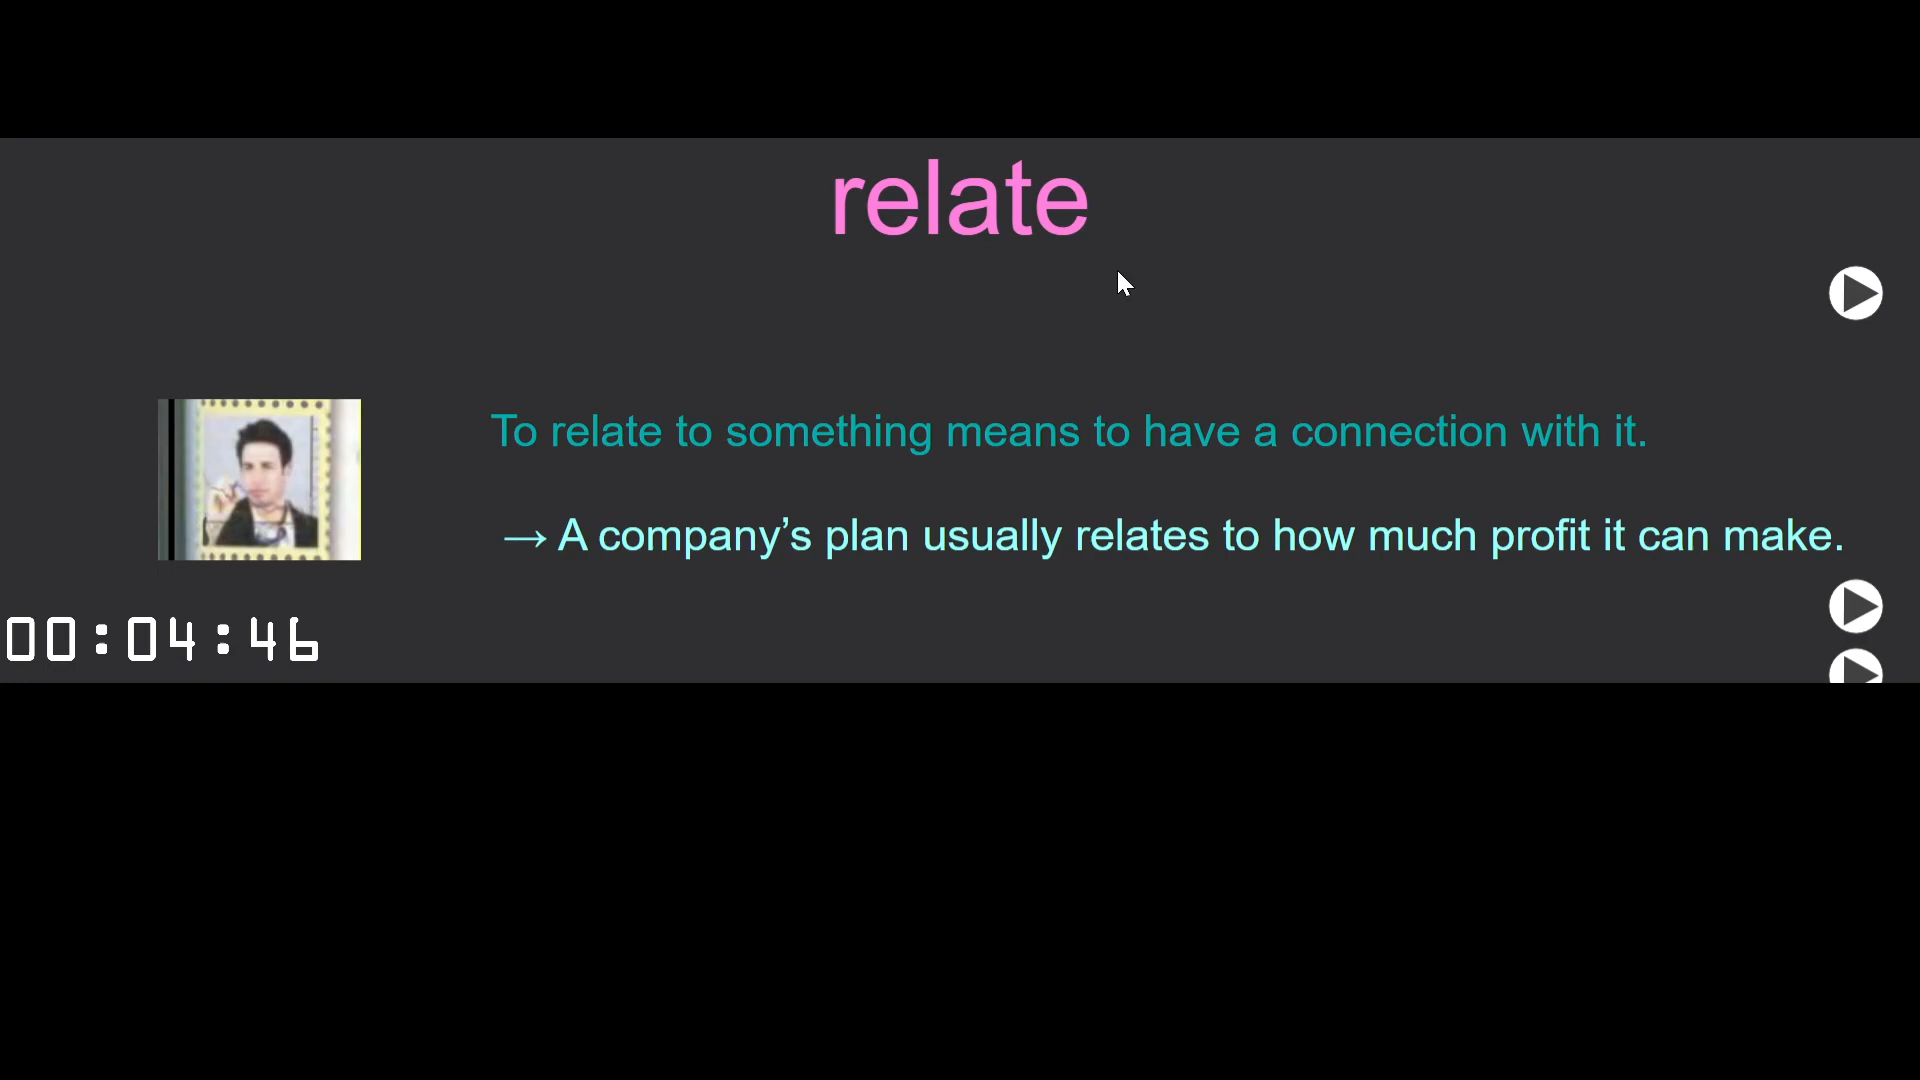 relate
To relate to something means to have a connection with it.
→ A company’s plan usually relates to how much profit it can make.
00:04:46